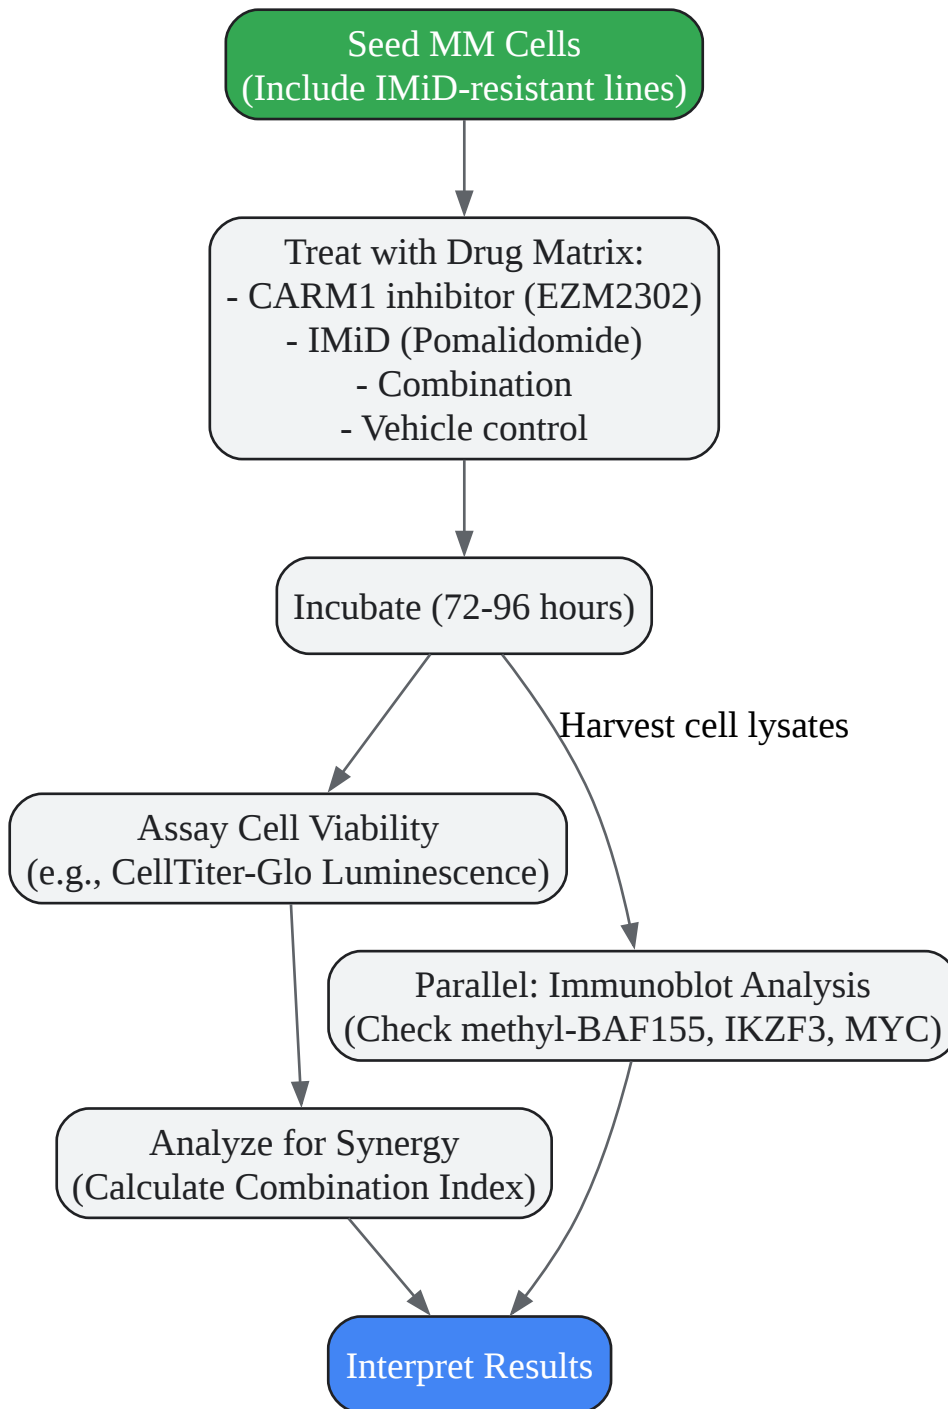 Seed MM Cells
(Include IMiD-resistant lines)
Treat with Drug Matrix:
- CARM1 inhibitor (EZM2302)
- IMiD (Pomalidomide)
- Combination
- Vehicle control
Incubate (72-96 hours)
Harvest cell lysates
Assay Cell Viability
(e.g., CellTiter-Glo Luminescence)
Parallel: Immunoblot Analysis
(Check methyl-BAF155, IKZF3, MYC)
Analyze for Synergy
(Calculate Combination Index)
Interpret Results